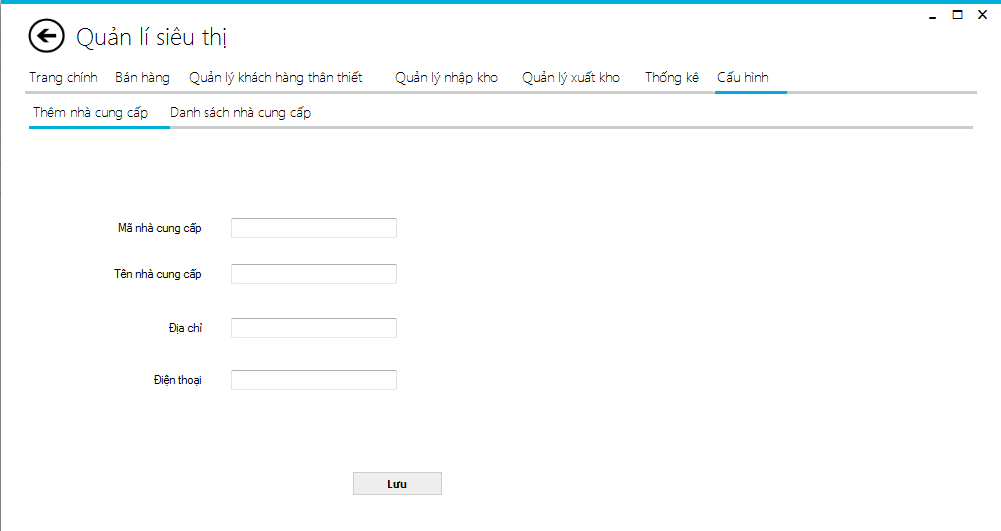 Quản lí siêu thị
Trang chính Bán hàng Quản lý khách hàng thân thiết Quản lý nhập kho Quản lý xuất kho Thống kê Cấu hình
Thêm nhà cung cấp Danh sách nhà cung cấp
Mã nhà cung cấp
Tên nhà cung cấp
Địa chỉ
Điện thoại
Lưu